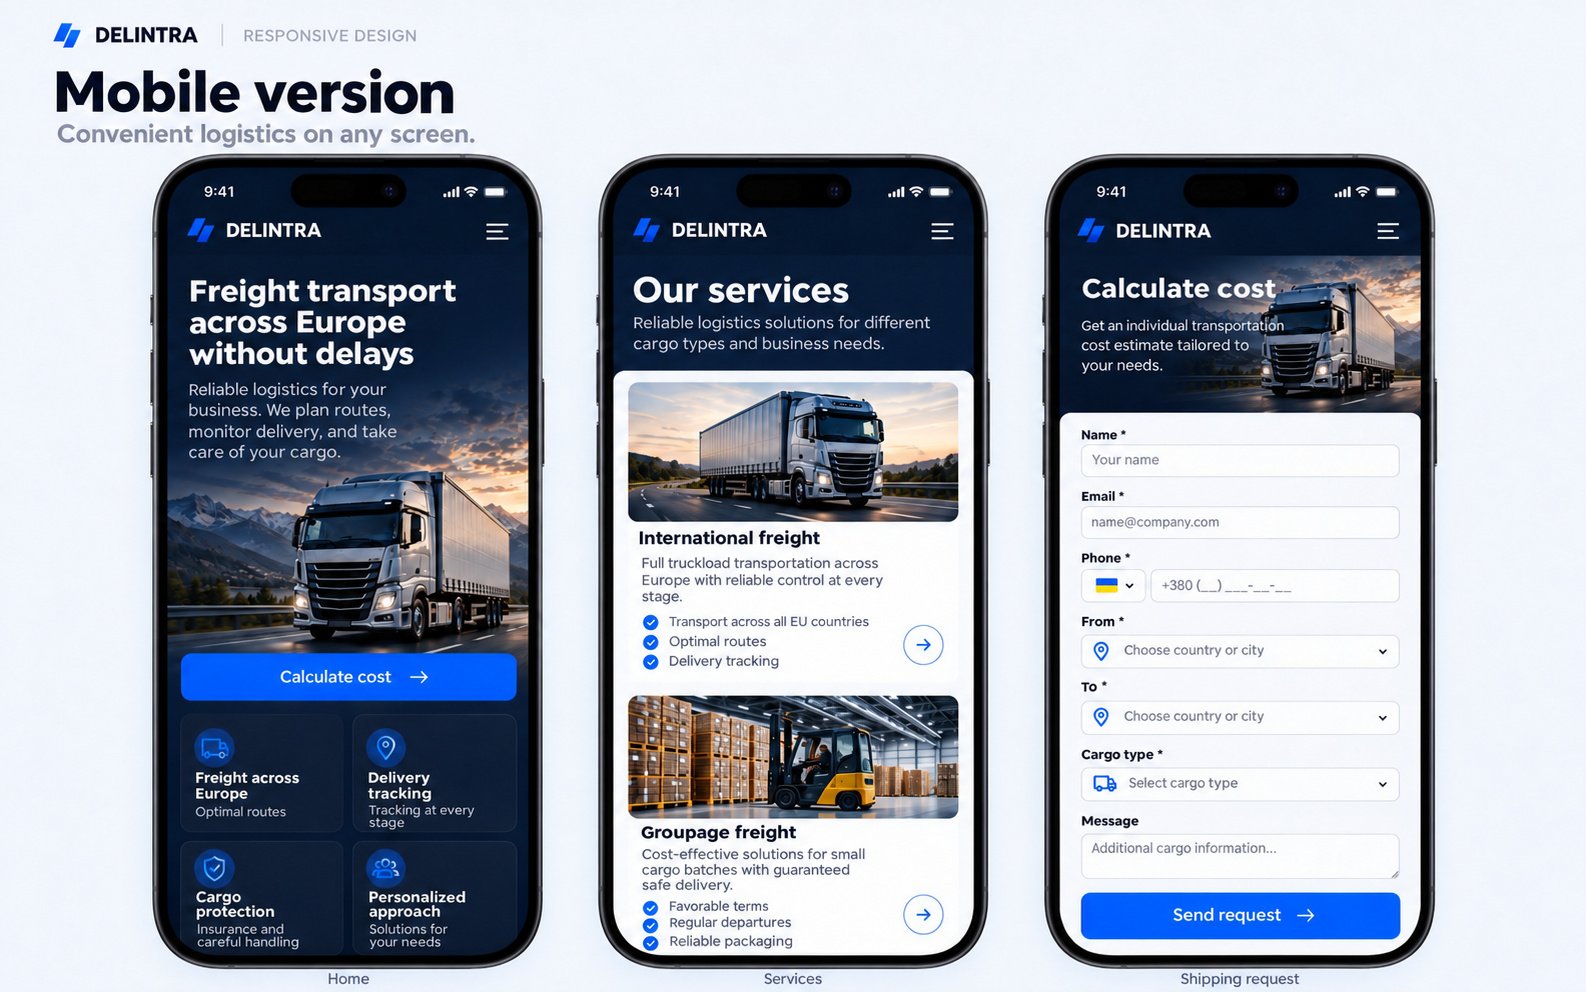 DELINTRA
RESPONSIVE DESIGN
Mobile version
Convenient logistics on any screen.
9:41
DELINTRA
Freight transport
across Europe
without delays
Reliable logistics for your
business. We plan routes,
monitor delivery, and take
care of your cargo.
Calculate cost
Freight across
Europe
Optimal routes
Delivery
tracking
Tracking at every
stage
Cargo
protection
Insurance and
careful handling
Personalized
approach
Solutions for
your needs
Home
9:41
DELINTRA
Our services
Reliable logistics solutions for different
cargo types and business needs.
International freight
Full truckload transportation across
Europe with reliable control at every
stage.
Transport across all EU countries
Optimal routes
Delivery tracking
Groupage freight
Cost-effective solutions for small
cargo batches with guaranteed
safe delivery.
Favorable terms
Regular departures
Reliable packaging
Services
9:41
DELINTRA
Calculate cost
Get an individual transportation
cost estimate tailored to
your needs.
Name *
Your name
Email *
name@company.com
Phone *
+380 (__) ___-__-__
From *
Choose country or city
To *
Choose country or city
Cargo type *
Select cargo type
Message
Additional cargo information...
Send request
Shipping request